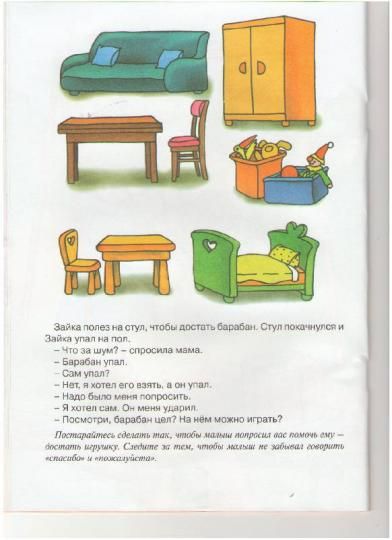 Зайка полез на стул, чтобы достать барабан. Стул покачнулся и
Зайка упал на пол.
– Что за шум? – спросила мама.
– Барабан упал.
– Сам упал?
– Нет, я хотел его взять, а он упал.
– Надо было меня попросить.
– Я хотел сам. Он меня ударил.
– Посмотри, барабан цел? На нём можно играть?
Постарайтесь сделать так, чтобы малыш попросил вас помочь ему –
достать игрушку. Следите за тем, чтобы малыш не забывал говорить
«спасибо» и «пожалуйста».